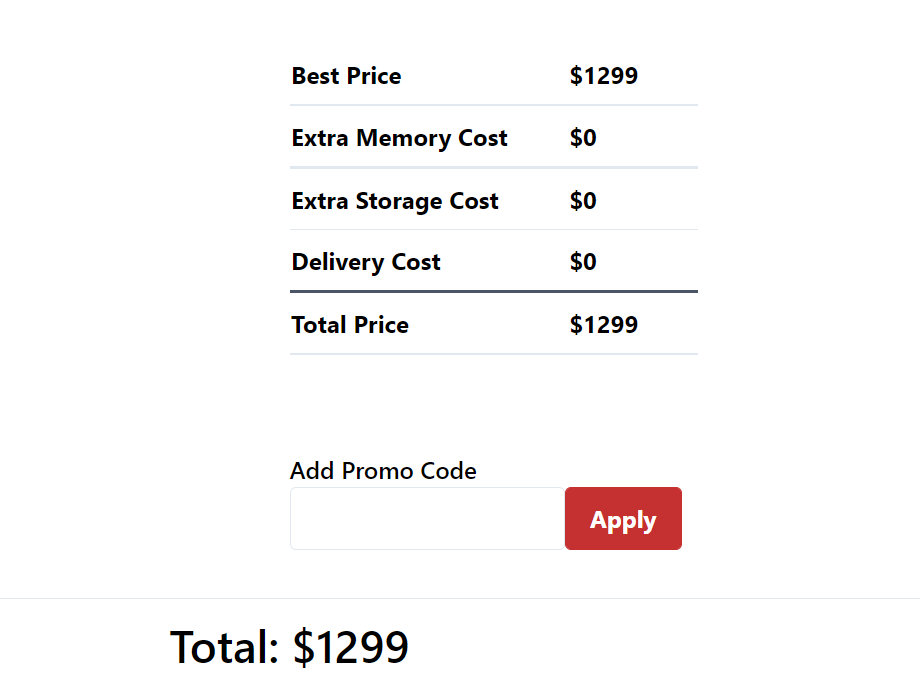 Best Price $1299
Extra Memory Cost $0
Extra Storage Cost $0
Delivery Cost $0
Total Price $1299
Add Promo Code
Apply
Total: $1299